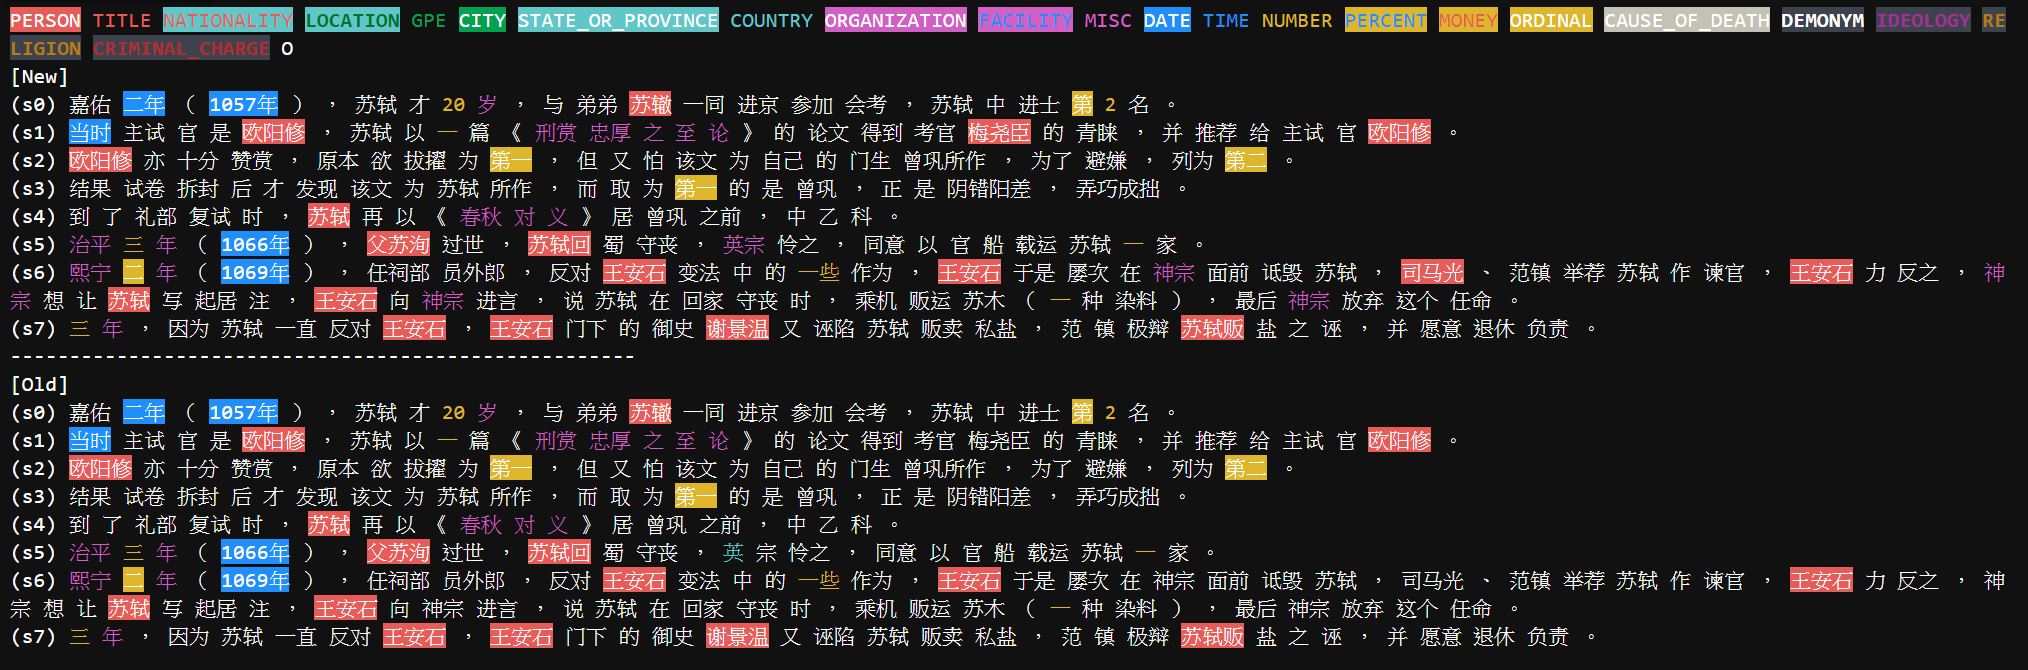 PERSON TITLE NATIONALITY LOCATION GPE CITY STATE_OR_PROVINCE COUNTRY ORGANIZATION FACILITY MISC DATE TIME NUMBER PERCENT MONEY ORDINAL CAUSE_OF_DEATH DEMONYM IDEOLOGY RE
LIGION CRIMINAL_CHARGE O
[New]
(s0) 嘉佑 二年 ( 1057年 ) , 苏轼 才 20 岁 , 与 弟弟 苏辙 一同 进京 参加 会考 , 苏轼 中 进士 第 2 名 。
(s1) 当时 主试 官 是 欧阳修 , 苏轼 以 一 篇 《 刑赏 忠厚 之 至 论 》 的 论文 得到 考官 梅尧臣 的 青睐 , 并 推荐 给 主试 官 欧阳修 。
(s2) 欧阳修 亦 十分 赞赏 , 原本 欲 拔擢 为 第一 , 但 又 怕 该文 为 自己 的 门生 曾巩所作 , 为了 避嫌 , 列为 第二 。
(s3) 结果 试卷 拆封 后 才 发现 该文 为 苏轼 所作 , 而 取 为 第一 的 是 曾巩 , 正 是 阴错阳差 , 弄巧成拙 。
(s4) 到 了 礼部 复试 时 , 苏轼 再 以 《 春秋 对 义 》 居 曾巩 之前 , 中 乙 科 。
(s5) 治平 三 年 ( 1066年 ) , 父苏洵 过世 , 苏轼回 蜀 守丧 , 英宗 怜之 , 同意 以 官 船 载运 苏轼 一 家 。
(s6) 熙宁 二 年 ( 1069年 ) , 任祠部 员外郎 , 反对 王安石 变法 中 的 一些 作为 , 王安石 于是 屡次 在 神宗 面前 诋毁 苏轼 , 司马光 、 范镇 举荐 苏轼 作 谏官 , 王安石 力 反之 , 神
宗 想 让 苏轼 写 起居 注 , 王安石 向 神宗 进言 , 说 苏轼 在 回家 守丧 时 , 乘机 贩运 苏木 ( 一 种 染料 ) , 最后 神宗 放弃 这个 任命 。
(s7) 三 年 , 因为 苏轼 一直 反对 王安石 , 王安石 门下 的 御史 谢景温 又 诬陷 苏轼 贩卖 私盐 , 范 镇 极辩 苏轼贩 盐 之 诬 , 并 愿意 退休 负责 。
-----------------------------------------------------
[Old]
(s0) 嘉佑 二年 ( 1057年 ) , 苏轼 才 20 岁 , 与 弟弟 苏辙 一同 进京 参加 会考 , 苏轼 中 进士 第 2 名 。
(s1) 当时 主试 官 是 欧阳修 , 苏轼 以 一 篇 《 刑赏 忠厚 之 至 论 》 的 论文 得到 考官 梅尧臣 的 青睐 , 并 推荐 给 主试 官 欧阳修 。
(s2) 欧阳修 亦 十分 赞赏 , 原本 欲 拔擢 为 第一 , 但 又 怕 该文 为 自己 的 门生 曾巩所作 , 为了 避嫌 , 列为 第二 。
(s3) 结果 试卷 拆封 后 才 发现 该文 为 苏轼 所作 , 而 取 为 第一 的 是 曾巩 , 正 是 阴错阳差 , 弄巧成拙 。
(s4) 到 了 礼部 复试 时 , 苏轼 再 以 《 春秋 对 义 》 居 曾巩 之前 , 中 乙 科 。
(s5) 治平 三 年 ( 1066年 ) , 父苏洵 过世 , 苏轼回 蜀 守丧 , 英 宗 怜之 , 同意 以 官 船 载运 苏轼 一 家 。
(s6) 熙宁 二 年 ( 1069年 ) , 任祠部 员外郎 , 反对 王安石 变法 中 的 一些 作为 , 王安石 于是 屡次 在 神宗 面前 诋毁 苏轼 , 司马光 、 范镇 举荐 苏轼 作 谏官 , 王安石 力 反之 , 神
宗 想 让 苏轼 写 起居 注 , 王安石 向 神宗 进言 , 说 苏轼 在 回家 守丧 时 , 乘机 贩运 苏木 ( 一 种 染料 ) , 最后 神宗 放弃 这个 任命 。
(s7) 三 年 , 因为 苏轼 一直 反对 王安石 , 王安石 门下 的 御史 谢景温 又 诬陷 苏轼 贩卖 私盐 , 范 镇 极辩 苏轼贩 盐 之 诬 , 并 愿意 退休 负责 。